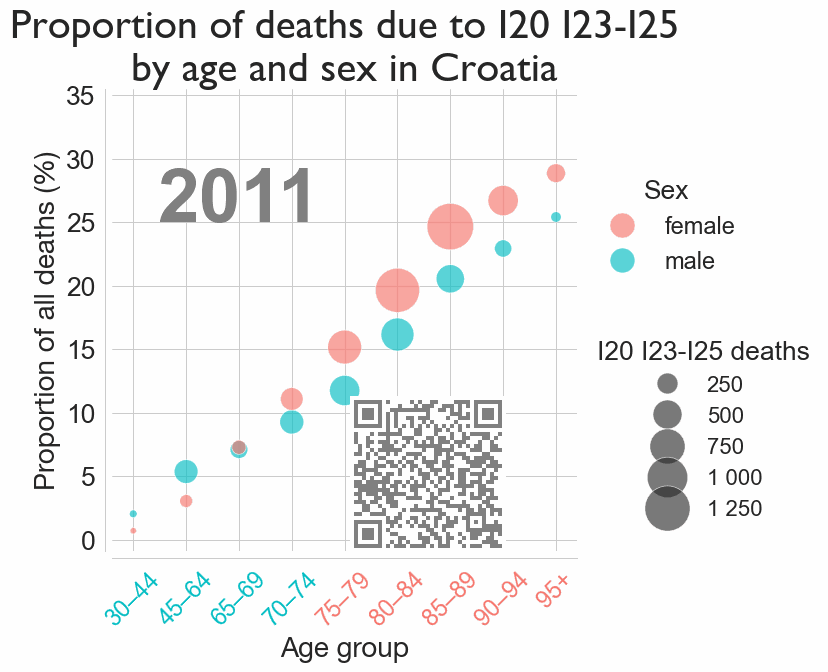 Proportion of deaths due to I20 I23-I25
by age and sex in Croatia
Proportion of all deaths (%)
35
30
25
20
15
10
5
0
2011
30–44
45–64
65–69
70–74
75–79
80–84
85–89
90–94
95+
Age group
Sex
female
male
I20 I23-I25 deaths
250
500
750
1 000
1 250